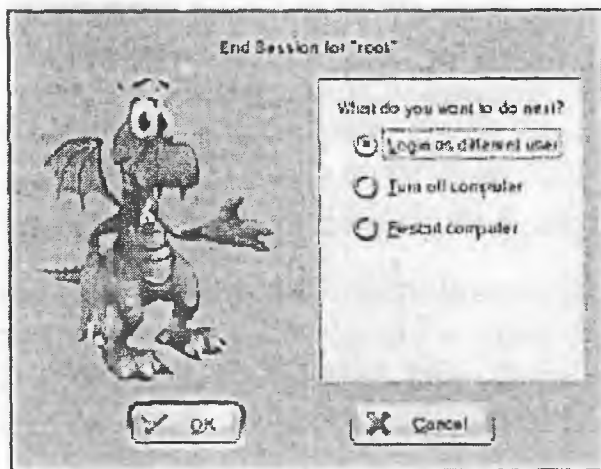 End Session for "root"
What do you want to do next?
Login as different user
Turn off computer
Restart computer
OK
Cancel